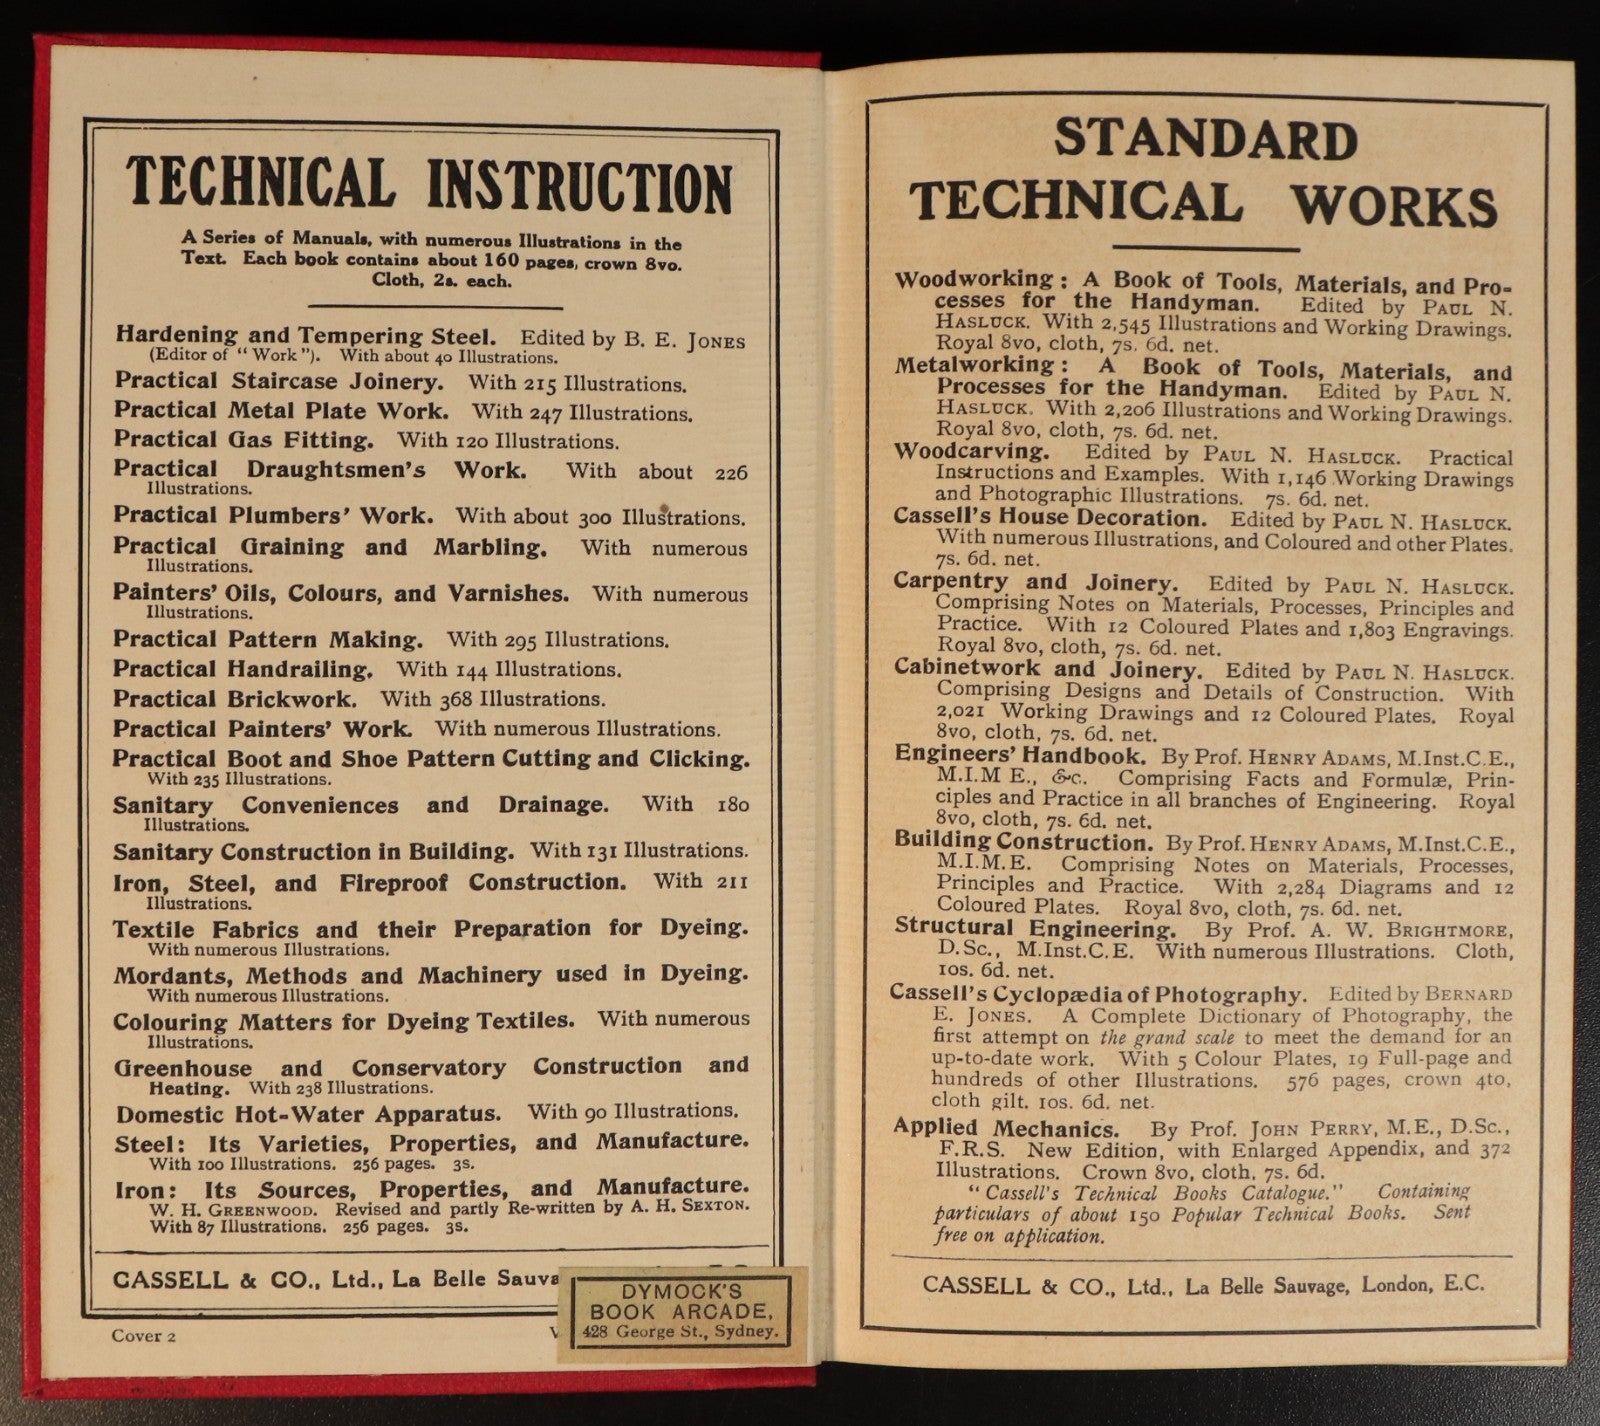 TECHNICAL INSTRUCTION
A Series of Manuals, with numerous Illustrations in the
Text. Each book contains about 160 pages, crown 8vo.
Cloth, 2s. each.
Hardening and Tempering Steel. Edited by B. E. JONES
(Editor of "Work"). With about 40 Illustrations.
Practical Staircase Joinery. With 215 Illustrations.
Practical Metal Plate Work. With 247 Illustrations.
Practical Gas Fitting. With 120 Illustrations.
Practical Draughtsmen's Work. With about 226
Illustrations.
Practical Plumbers' Work. With about 300 Illustrations.
Practical Graining and Marbling. With numerous
Illustrations.
Painters' Oils, Colours, and Varnishes. With numerous
Illustrations.
Practical Pattern Making. With 295 Illustrations.
Practical Handrailing. With 144 Illustrations.
Practical Brickwork. With 368 Illustrations.
Practical Painters' Work. With numerous Illustrations.
Practical Boot and Shoe Pattern Cutting and Clicking.
With 235 Illustrations.
Sanitary Conveniences and Drainage. With 180
Illustrations.
Sanitary Construction in Building. With 131 Illustrations.
Iron, Steel, and Fireproof Construction. With 211
Illustrations.
Textile Fabrics and their Preparation for Dyeing.
With numerous Illustrations.
Mordants, Methods and Machinery used in Dyeing.
With numerous Illustrations.
Colouring Matters for Dyeing Textiles. With numerous
Illustrations.
Greenhouse and Conservatory Construction and
Heating. With 238 Illustrations.
Domestic Hot-Water Apparatus. With 90 Illustrations.
Steel: Its Varieties, Properties, and Manufacture.
With 100 Illustrations. 256 pages. 3s.
Iron: Its Sources, Properties, and Manufacture.
W. H. GREENWOOD. Revised and partly Re-written by A. H. SEXTON.
With 87 Illustrations. 256 pages. 3s.
CASSELL & CO., Ltd., La Belle Sauva
Cover 2
DYMOCK'S
BOOK ARCADE,
428 George St., Sydney.
STANDARD
TECHNICAL WORKS
Woodworking: A Book of Tools, Materials, and Pro-
cesses for the Handyman. Edited by PAUL N.
HASLUCK. With 2,545 Illustrations and Working Drawings.
Royal 8vo, cloth, 7s. 6d. net.
Metalworking: A Book of Tools, Materials, and
Processes for the Handyman. Edited by PAUL N.
HASLUCK. With 2,206 Illustrations and Working Drawings.
Royal 8vo, cloth, 7s. 6d. net.
Woodcarving. Edited by PAUL N. HASLUCK. Practical
Instructions and Examples. With 1,146 Working Drawings
and Photographic Illustrations. 7s. 6d. net.
Cassell's House Decoration. Edited by PAUL N. HASLUCK.
With numerous Illustrations, and Coloured and other Plates.
7s. 6d. net.
Carpentry and Joinery. Edited by PAUL N. HASLUCK.
Comprising Notes on Materials, Processes, Principles and
Practice. With 12 Coloured Plates and 1,803 Engravings.
Royal 8vo, cloth, 7s. 6d. net.
Cabinetwork and Joinery. Edited by PAUL N. HASLUCK.
Comprising Designs and Details of Construction. With
2,021 Working Drawings and 12 Coloured Plates. Royal
8vo, cloth, 7s. 6d. net.
Engineers' Handbook. By Prof. HENRY ADAMS, M.Inst.C.E.,
M.I.M E., &c. Comprising Facts and Formulæ, Prin-
ciples and Practice in all branches of Engineering. Royal
8vo, cloth, 7s. 6d. net.
Building Construction. By Prof. HENRY ADAMS, M.Inst.C.E.,
M.I.M.E. Comprising Notes on Materials, Processes,
Principles and Practice. With 2,284 Diagrams and 12
Coloured Plates. Royal 8vo, cloth, 7s. 6d. net.
Structural Engineering. By Prof. A. W. BRIGHTMORE,
D.Sc., M.Inst.C.E. With numerous Illustrations. Cloth,
10s. 6d. net.
Cassell's Cyclopædia of Photography. Edited by BERNARD
E. JONES. A Complete Dictionary of Photography, the
first attempt on the grand scale to meet the demand for an
up-to-date work. With 5 Colour Plates, 19 Full-page and
hundreds of other Illustrations. 576 pages, crown 4to,
cloth gilt. 10s. 6d. net.
Applied Mechanics. By Prof. JOHN PERRY, M.E., D.Sc.,
F.R.S. New Edition, with Enlarged Appendix, and 372
Illustrations. Crown 8vo, cloth, 7s. 6d.
"Cassell's Technical Books Catalogue." Containing
particulars of about 150 Popular Technical Books. Sent
free on application.
CASSELL & CO., Ltd., La Belle Sauvage, London, E.C.